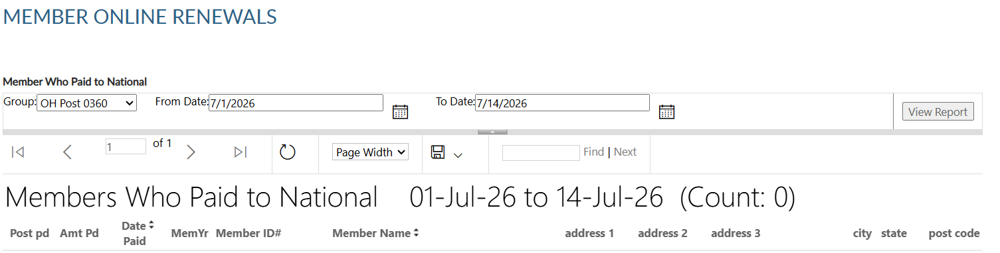 MEMBER ONLINE RENEWALS
Member Who Paid to National
Group: OH Post 0360 From Date: 7/1/2026 To Date: 7/14/2026 View Report
1 of 1 Page Width Find | Next
Members Who Paid to National 01-Jul-26 to 14-Jul-26 (Count: 0)
Post pd Amt Pd Date Paid MemYr Member ID# Member Name address 1 address 2 address 3 city state post code